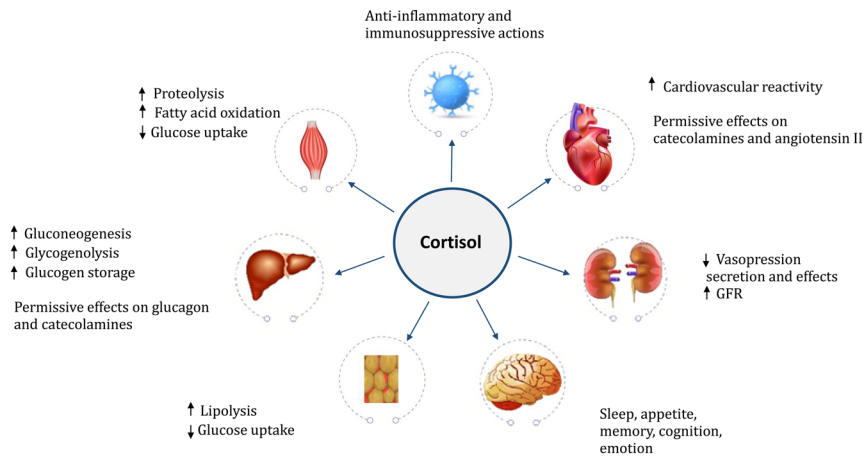 Anti-inflammatory and
immunosuppressive actions
↑ Proteolysis
↑ Fatty acid oxidation
↓ Glucose uptake
↑ Cardiovascular reactivity
Permissive effects on
catecolamines and angiotensin II
Cortisol
↑ Gluconeogenesis
↑ Glycogenolysis
↑ Glucogen storage
Permissive effects on glucagon
and catecolamines
↓ Vasopression
secretion and effects
↑ GFR
↑ Lipolysis
↓ Glucose uptake
Sleep, appetite,
memory, cognition,
emotion